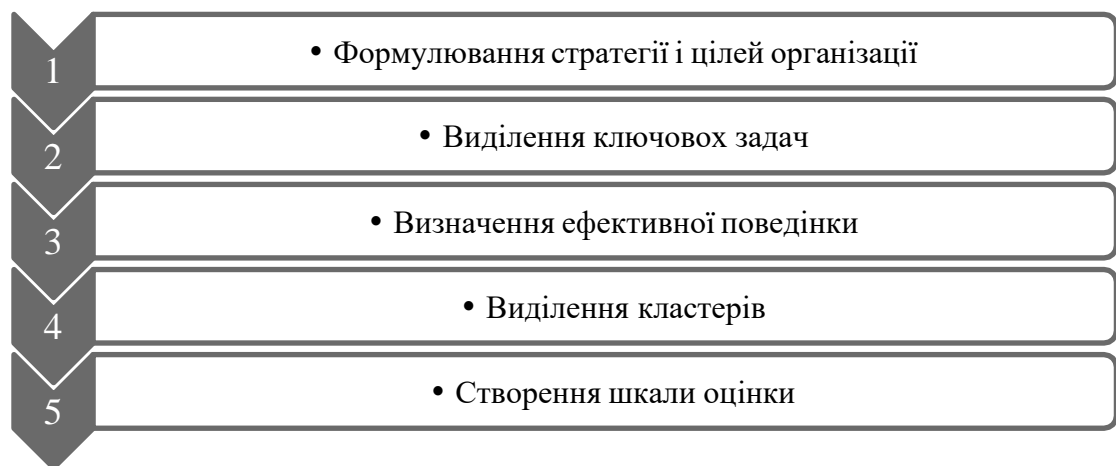 1
• Формулювання стратегії і цілей організації
2
• Виділення ключовох задач
3
• Визначення ефективної поведінки
4
• Виділення кластерів
5
• Створення шкали оцінки